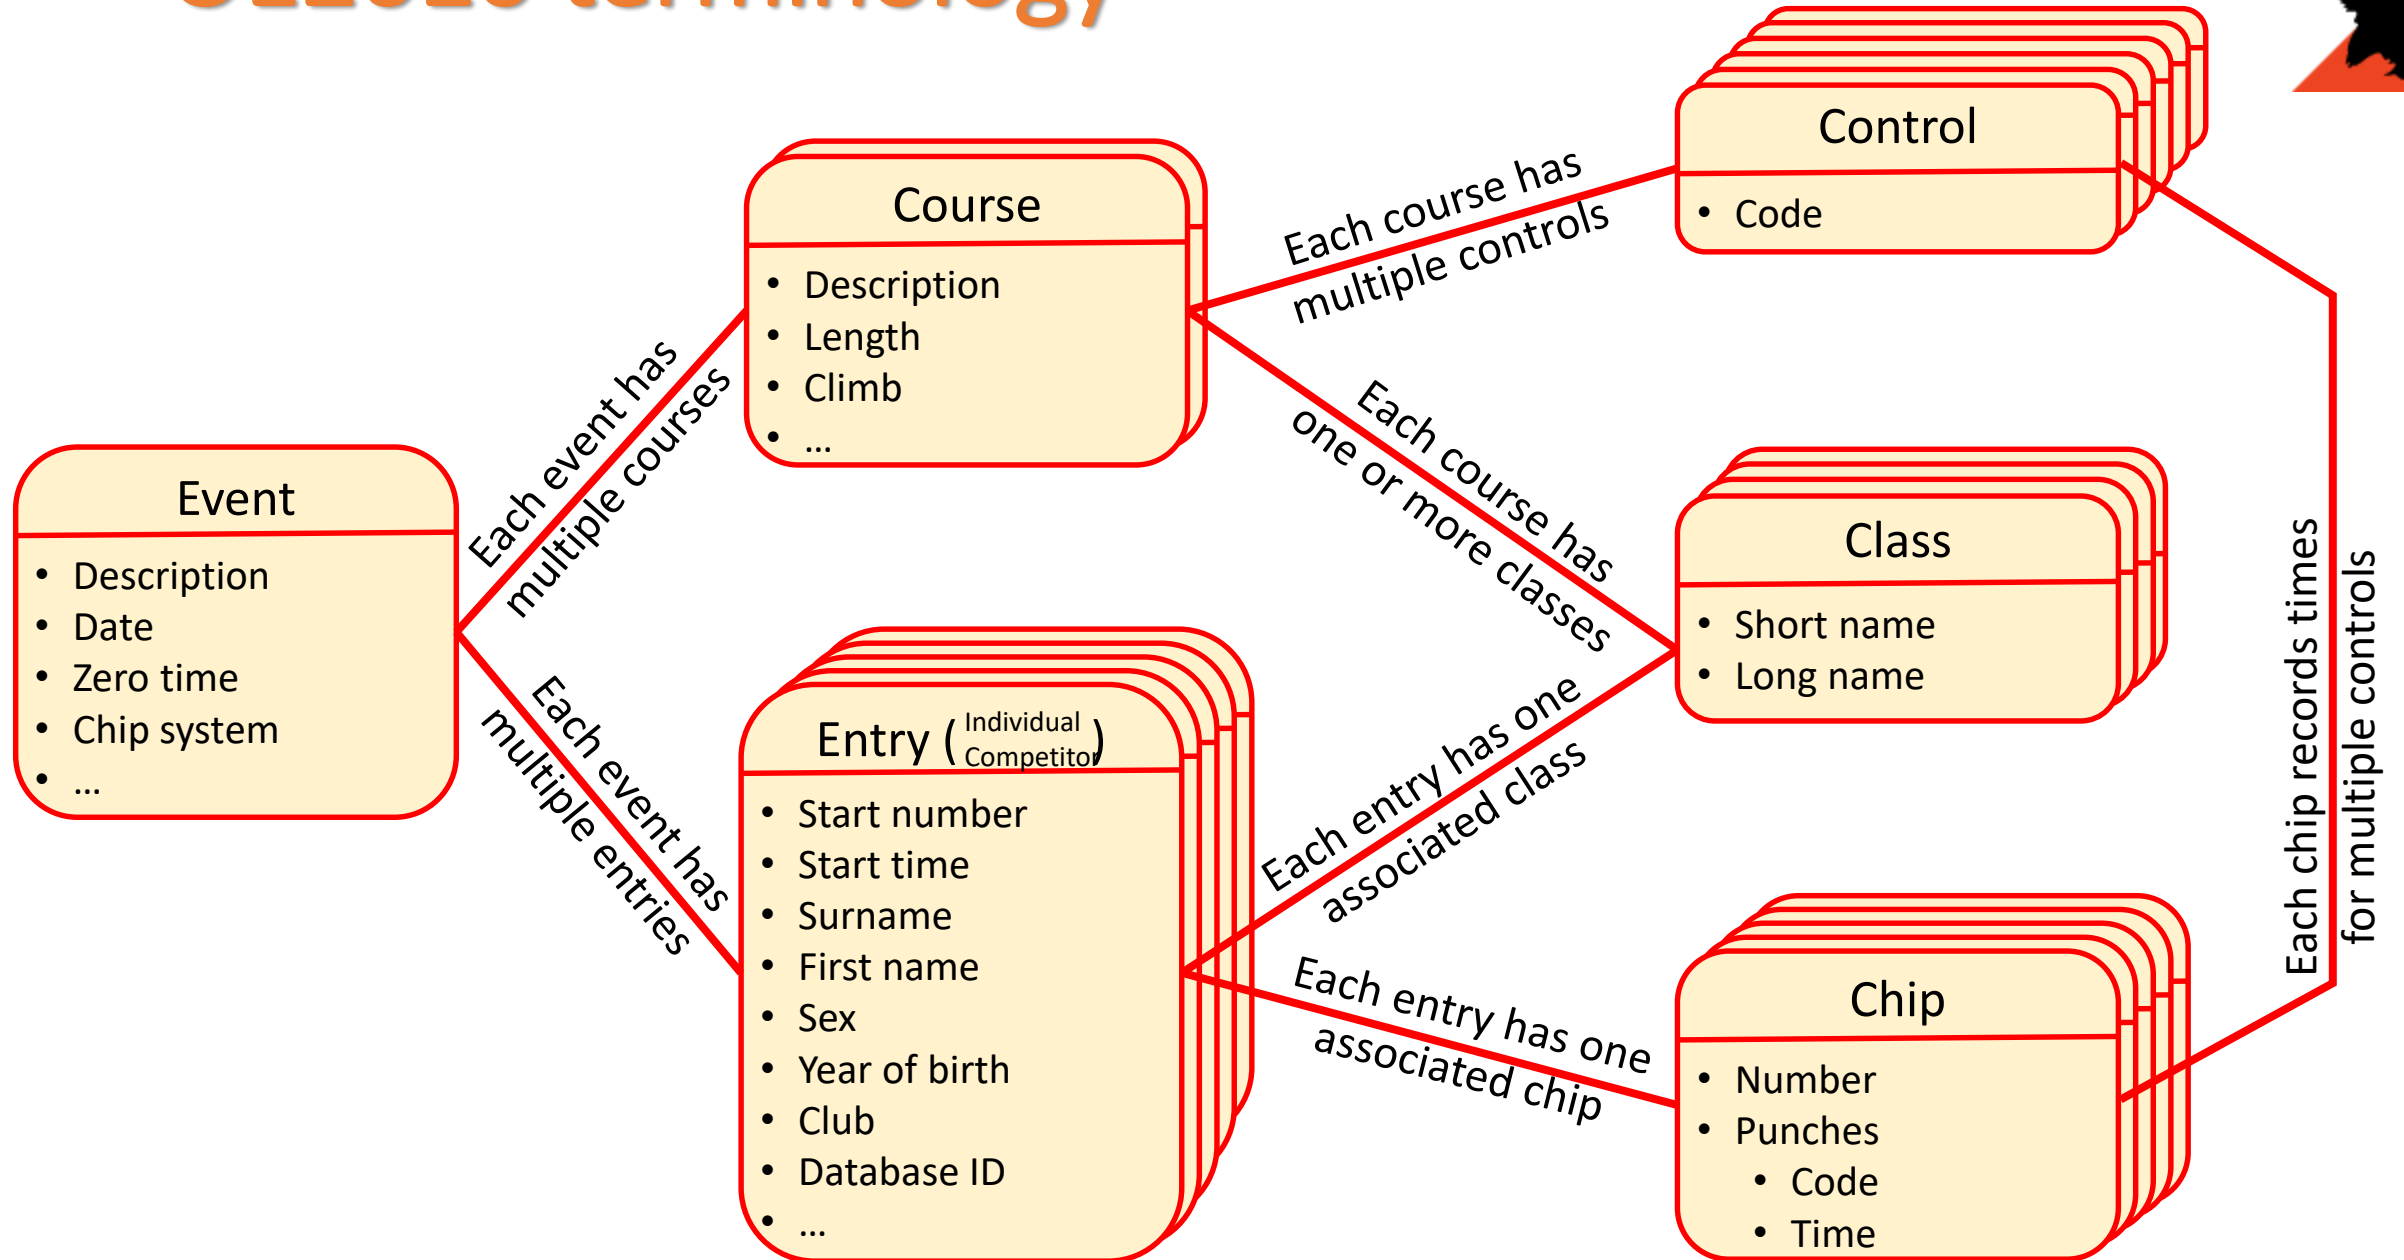 terminology
Control
• Code
Course
• Description
• Length
• Climb
• ...
Each course has
multiple controls
Each event has
multiple courses
Each course has
one or more classes
Event
• Description
• Date
• Zero time
• Chip system
• ...
Class
• Short name
• Long name
Each event has
multiple entries
Entry (Individual
Competitor)
• Start number
• Start time
• Surname
• First name
• Sex
• Year of birth
• Club
• Database ID
• ...
Each entry has one
associated class
Each entry has one
associated chip
Chip
• Number
• Punches
• Code
• Time
Each chip records times
for multiple controls